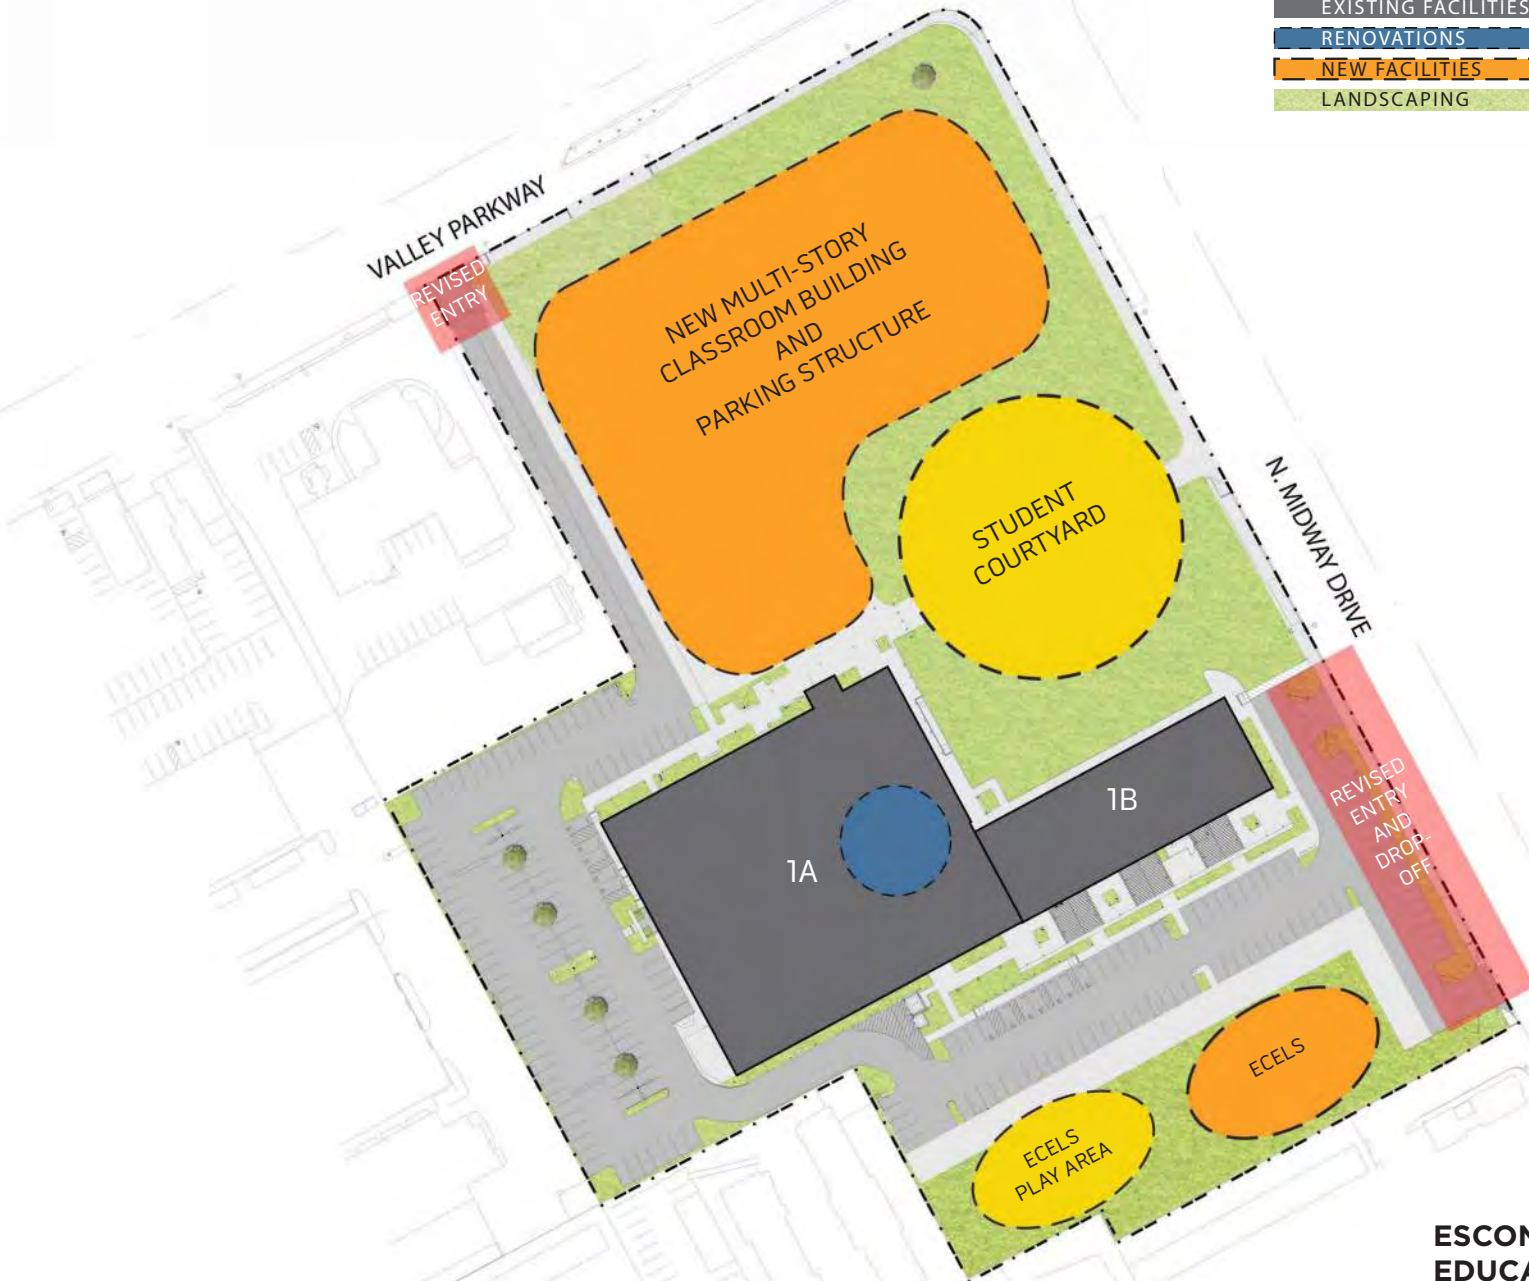 EXISTING FACILITIES
RENOVATIONS
NEW FACILITIES
LANDSCAPING
VALLEY PARKWAY
REVISED
ENTRY
NEW MULTI-STORY
CLASSROOM BUILDING
AND
PARKING STRUCTURE
STUDENT
COURTYARD
N. MIDWAY DRIVE
REVISED
ENTRY
AND
DROP-
OFF
1B
1A
ECELS
ECELS
PLAY AREA
ESCON
EDUCA